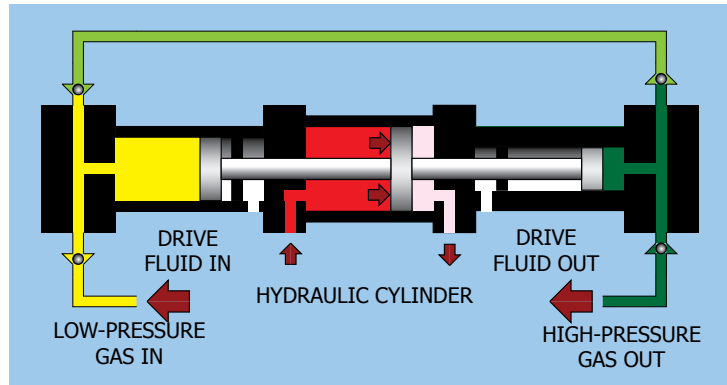 DRIVE
FLUID IN
DRIVE
FLUID OUT
HYDRAULIC CYLINDER
LOW-PRESSURE
GAS IN
HIGH-PRESSURE
GAS OUT